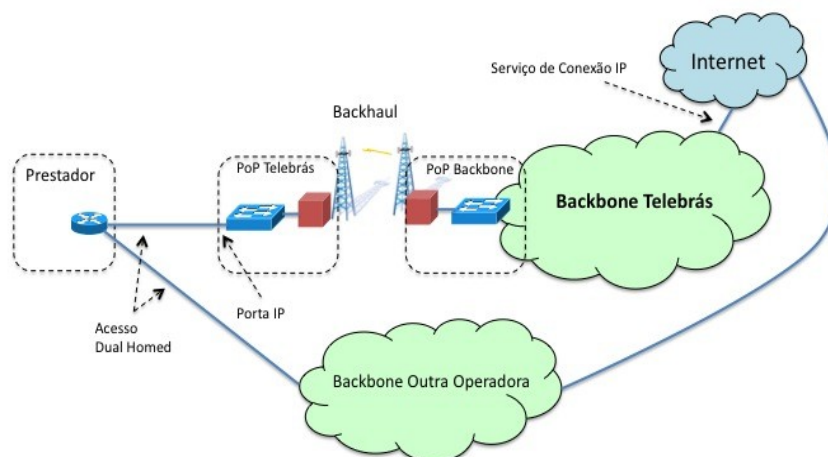 Internet
Serviço de Conexão IP
Backhaul
PoP Telebrás
PoP Backbone
Prestador
Backbone Telebrás
Acesso
Dual Homed
Porta IP
Backbone Outra Operadora